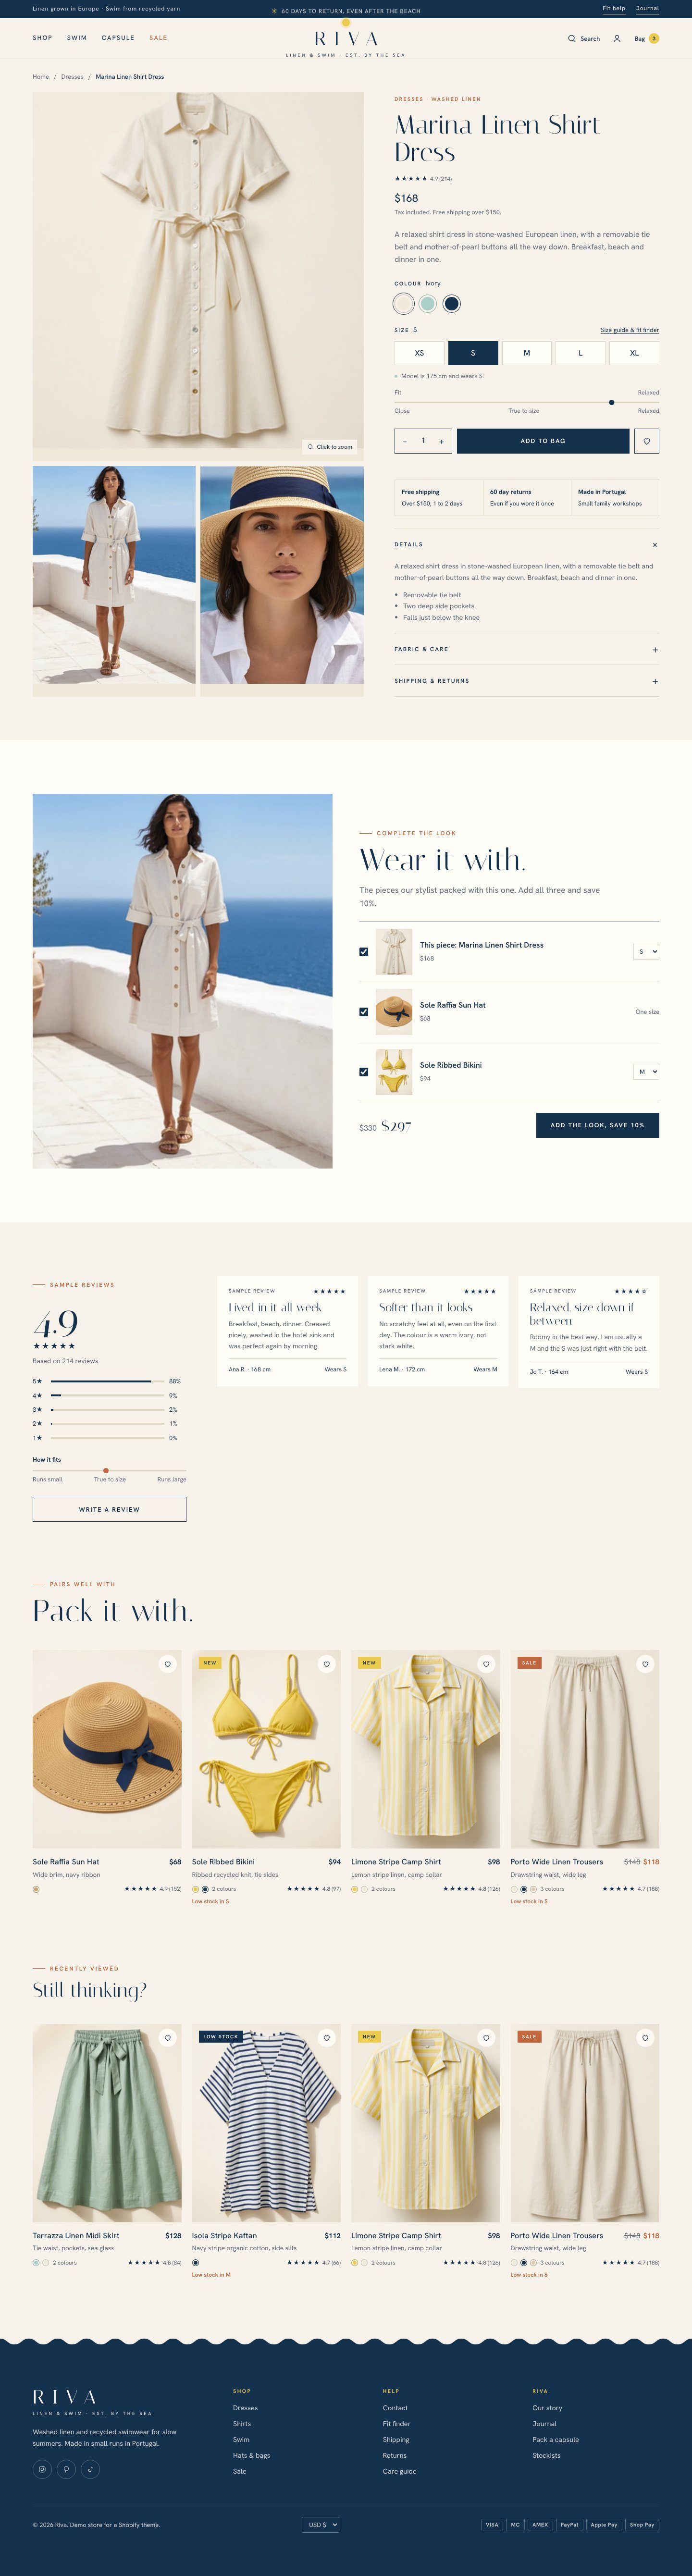 Linen grown in Europe · Swim from recycled yarn
60 DAYS TO RETURN, EVEN AFTER THE BEACH
Fit help
Journal
SHOP
SWIM
CAPSULE
SALE
RIVA
LINEN & SWIM · EST. BY THE SEA
Search
Bag 3
Home / Dresses / Marina Linen Shirt Dress
Click to zoom
DRESSES · WASHED LINEN
Marina Linen Shirt
Dress
★★★★★ 4.9 (214)
$168
Tax included. Free shipping over $150.
A relaxed shirt dress in stone-washed European linen, with a removable tie
belt and mother-of-pearl buttons all the way down. Breakfast, beach and
dinner in one.
COLOUR Ivory
SIZE S
Size guide & fit finder
XS
S
M
L
XL
Model is 175 cm and wears S.
Fit
Relaxed
Close
True to size
Relaxed
− 1 +
ADD TO BAG
Free shipping
Over $150, 1 to 2 days
60 day returns
Even if you wore it once
Made in Portugal
Small family workshops
DETAILS
A relaxed shirt dress in stone-washed European linen, with a removable tie belt and
mother-of-pearl buttons all the way down. Breakfast, beach and dinner in one.
• Removable tie belt
• Two deep side pockets
• Falls just below the knee
FABRIC & CARE
SHIPPING & RETURNS
COMPLETE THE LOOK
Wear it with.
The pieces our stylist packed with this one. Add all three and save
10%.
This piece: Marina Linen Shirt Dress
$168
S
Sole Raffia Sun Hat
$68
One size
Sole Ribbed Bikini
$94
M
$330 $297
ADD THE LOOK, SAVE 10%
SAMPLE REVIEWS
4.9
★★★★★
Based on 214 reviews
5★ 88%
4★ 9%
3★ 2%
2★ 1%
1★ 0%
How it fits
Runs small
True to size
Runs large
WRITE A REVIEW
SAMPLE REVIEW ★★★★★
Lived in it all week
Breakfast, beach, dinner. Creased
nicely, washed in the hotel sink and
was perfect again by morning.
Ana R. · 168 cm
Wears S
SAMPLE REVIEW ★★★★★
Softer than it looks
No scratchy feel at all, even on the first
day. The colour is a warm ivory, not
stark white.
Lena M. · 172 cm
Wears M
SAMPLE REVIEW ★★★★☆
Relaxed, size down if
between
Roomy in the best way. I am usually a
M and the S was just right with the belt.
Jo T. · 164 cm
Wears S
PAIRS WELL WITH
Pack it with.
NEW
NEW
SALE
Sole Raffia Sun Hat $68
Wide brim, navy ribbon
★★★★★ 4.9 (152)
Sole Ribbed Bikini $94
Ribbed recycled knit, tie sides
2 colours ★★★★★ 4.8 (97)
Low stock in S
Limone Stripe Camp Shirt $98
Lemon stripe linen, camp collar
2 colours ★★★★★ 4.8 (126)
Porto Wide Linen Trousers $148 $118
Drawstring waist, wide leg
3 colours ★★★★★ 4.7 (188)
Low stock in S
RECENTLY VIEWED
Still thinking?
LOW STOCK
NEW
SALE
Terrazza Linen Midi Skirt $128
Tie waist, pockets, sea glass
2 colours ★★★★★ 4.8 (84)
Isola Stripe Kaftan $112
Navy stripe organic cotton, side slits
★★★★★ 4.7 (66)
Low stock in M
Limone Stripe Camp Shirt $98
Lemon stripe linen, camp collar
2 colours ★★★★★ 4.8 (126)
Porto Wide Linen Trousers $148 $118
Drawstring waist, wide leg
3 colours ★★★★★ 4.7 (188)
Low stock in S
RIVA
LINEN & SWIM · EST. BY THE SEA
Washed linen and recycled swimwear for slow
summers. Made in small runs in Portugal.
SHOP
Dresses
Shirts
Swim
Hats & bags
Sale
HELP
Contact
Fit finder
Shipping
Returns
Care guide
RIVA
Our story
Journal
Pack a capsule
Stockists
© 2026 Riva. Demo store for a Shopify theme.
USD $
VISA
MC
AMEX
PayPal
Apple Pay
Shop Pay